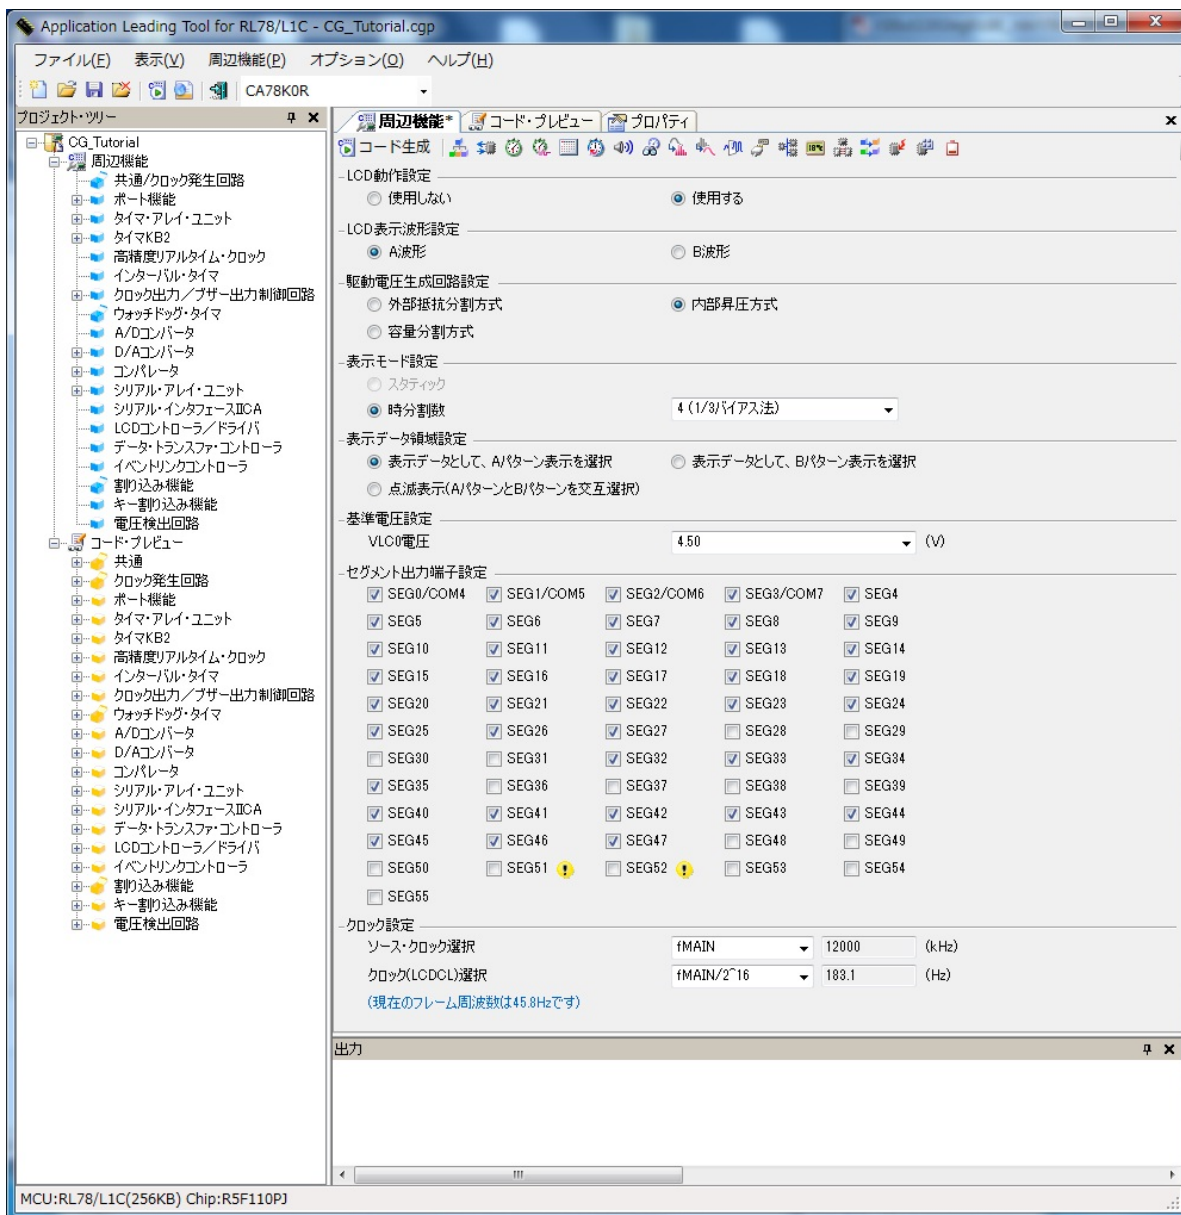 Application Leading Tool for RL78/L1C - CG_Tutorial.cgp
ファイル(F) 表示(V) 周辺機能(P) オプション(O) ヘルプ(H)
CA78K0R
プロジェクト・ツリー
CG_Tutorial
周辺機能
共通/クロック発生回路
ポート機能
タイマ・アレイ・ユニット
タイマKB2
高精度リアルタイム・クロック
インターバル・タイマ
クロック出力/ブザー出力制御回路
ウォッチドッグ・タイマ
A/Dコンバータ
D/Aコンバータ
コンパレータ
シリアル・アレイ・ユニット
シリアル・インタフェースIICA
LCDコントローラ/ドライバ
データ・トランスファ・コントローラ
イベントリンクコントローラ
割り込み機能
キー割り込み機能
電圧検出回路
コード・プレビュー
共通
クロック発生回路
ポート機能
タイマ・アレイ・ユニット
タイマKB2
高精度リアルタイム・クロック
インターバル・タイマ
クロック出力/ブザー出力制御回路
ウォッチドッグ・タイマ
A/Dコンバータ
D/Aコンバータ
コンパレータ
シリアル・アレイ・ユニット
シリアル・インタフェースIICA
データ・トランスファ・コントローラ
LCDコントローラ/ドライバ
イベントリンクコントローラ
割り込み機能
キー割り込み機能
電圧検出回路
周辺機能* コード・プレビュー プロパティ
コード生成
LCD動作設定
使用しない 使用する
LCD表示波形設定
A波形 B波形
駆動電圧生成回路設定
外部抵抗分割方式 内部昇圧方式
容量分割方式
表示モード設定
スタティック
時分割数 4 (1/3バイアス法)
表示データ領域設定
表示データとして、Aパターン表示を選択 表示データとして、Bパターン表示を選択
点滅表示(AパターンとBパターンを交互選択)
基準電圧設定
VLC0電圧 4.50 (V)
セグメント出力端子設定
SEG0/COM4 SEG1/COM5 SEG2/COM6 SEG3/COM7 SEG4
SEG5 SEG6 SEG7 SEG8 SEG9
SEG10 SEG11 SEG12 SEG13 SEG14
SEG15 SEG16 SEG17 SEG18 SEG19
SEG20 SEG21 SEG22 SEG23 SEG24
SEG25 SEG26 SEG27 SEG28 SEG29
SEG30 SEG31 SEG32 SEG33 SEG34
SEG35 SEG36 SEG37 SEG38 SEG39
SEG40 SEG41 SEG42 SEG43 SEG44
SEG45 SEG46 SEG47 SEG48 SEG49
SEG50 SEG51 SEG52 SEG53 SEG54
SEG55
クロック設定
ソース・クロック選択 fMAIN 12000 (kHz)
クロック(LCDCL)選択 fMAIN/2^16 183.1 (Hz)
(現在のフレーム周波数は45.8Hzです)
出力
MCU:RL78/L1C(256KB) Chip:R5F110PJ